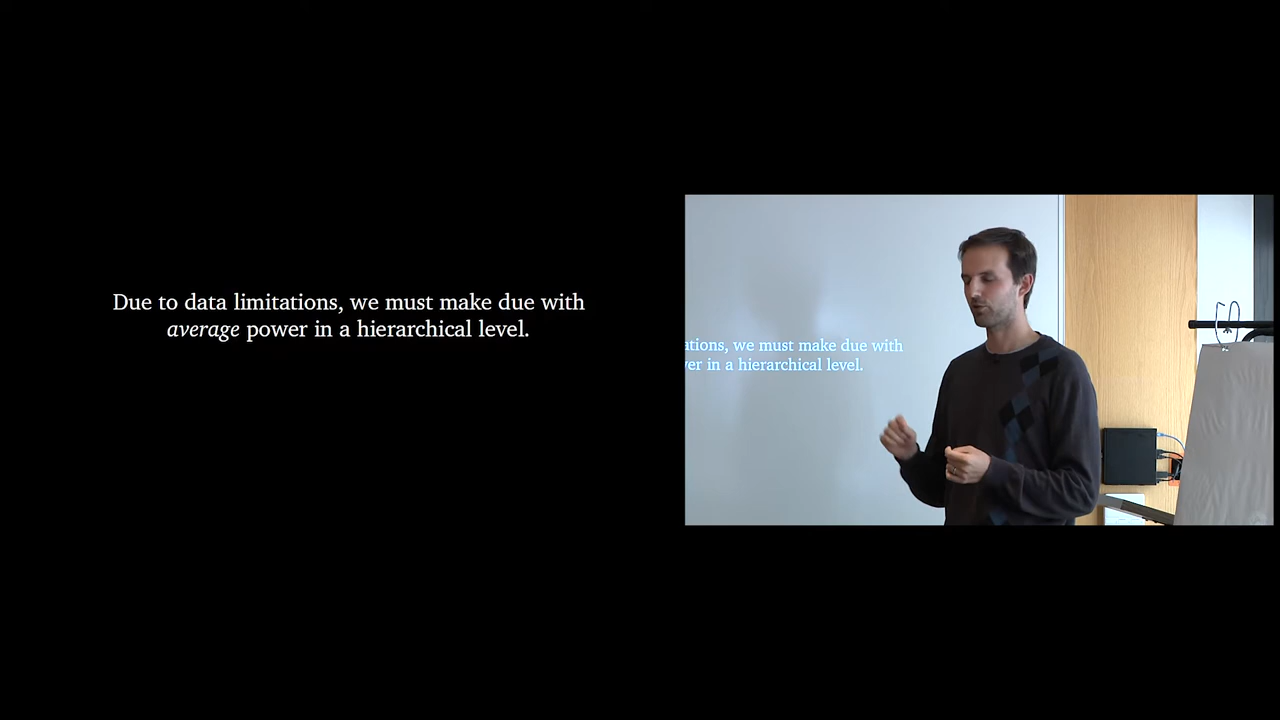 Due to data limitations, we must make due with
average power in a hierarchical level.
ations, we must make due with
er in a hierarchical level.